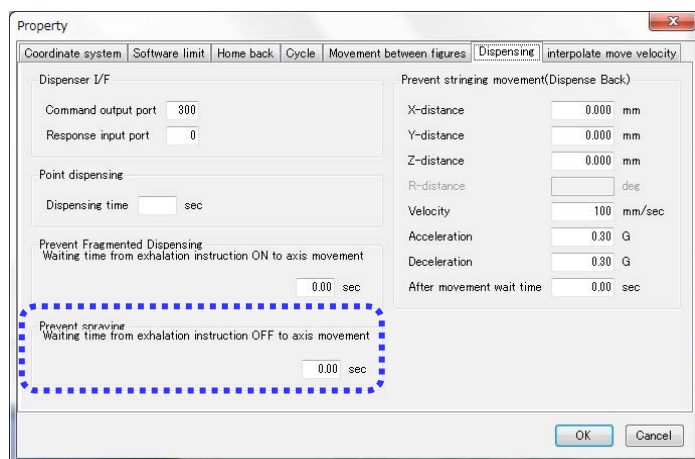 Property
Coordinate system Software limit Home back Cycle Movement between figures Dispensing interpolate move velocity
Dispenser I/F
Command output port 300
Response input port 0
Point dispensing
Dispensing time sec
Prevent Fragmented Dispensing
Waiting time from exhalation instruction ON to axis movement
0.00 sec
Prevent spraying
Waiting time from exhalation instruction OFF to axis movement
0.00 sec
Prevent stringing movement(Dispense Back)
X-distance 0.000 mm
Y-distance 0.000 mm
Z-distance 0.000 mm
R-distance deg
Velocity 100 mm/sec
Acceleration 0.30 G
Deceleration 0.30 G
After movement wait time 0.00 sec
OK Cancel